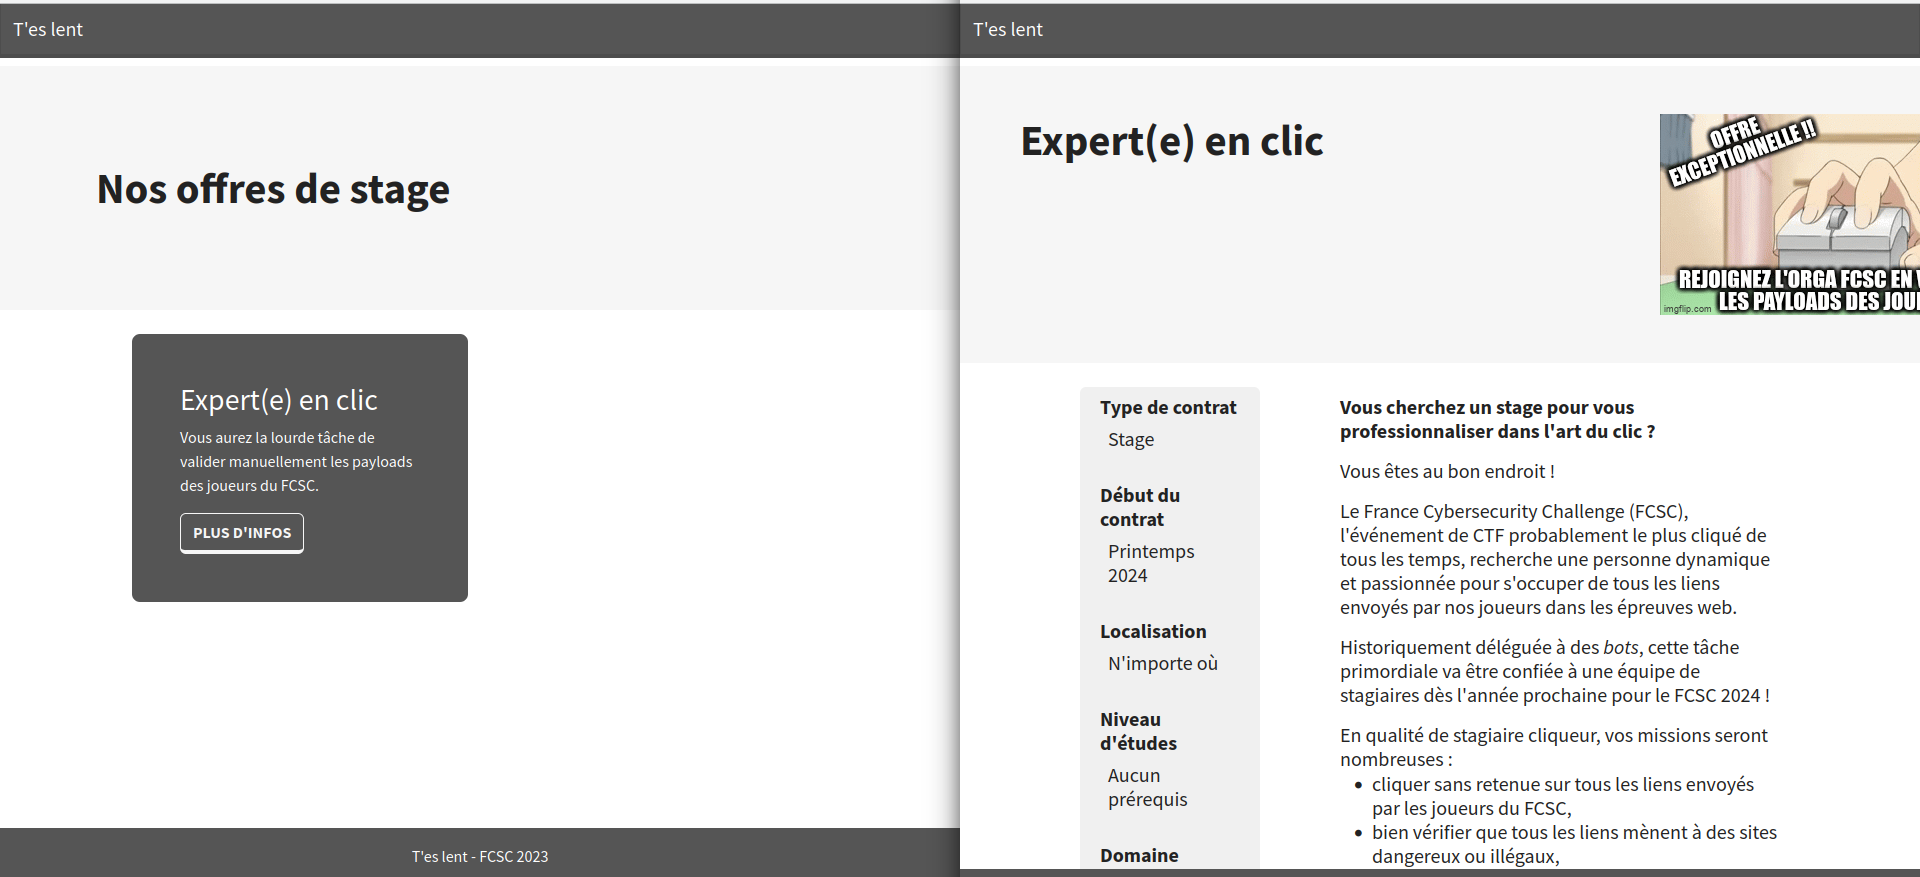 T'es lent
Nos offres de stage
Expert(e) en clic
Vous aurez la lourde tâche de
valider manuellement les payloads
des joueurs du FCSC.
PLUS D'INFOS
T'es lent - FCSC 2023
T'es lent
Expert(e) en clic
OFFRE
EXCEPTIONNELLE !!
REJOIGNEZ L'ORGA FCSC EN
LES PAYLOADS DES
imgflip.com
Type de contrat
Stage
Début du
contrat
Printemps
2024
Localisation
N'importe où
Niveau
d'études
Aucun
prérequis
Domaine
Vous cherchez un stage pour vous
professionnaliser dans l'art du clic ?
Vous êtes au bon endroit !
Le France Cybersecurity Challenge (FCSC),
l'événement de CTF probablement le plus cliqué de
tous les temps, recherche une personne dynamique
et passionnée pour s'occuper de tous les liens
envoyés par nos joueurs dans les épreuves web.
Historiquement déléguée à des bots, cette tâche
primordiale va être confiée à une équipe de
stagiaires dès l'année prochaine pour le FCSC 2024 !
En qualité de stagiaire cliqueur, vos missions seront
nombreuses :
• cliquer sans retenue sur tous les liens envoyés
par les joueurs du FCSC,
• bien vérifier que tous les liens mènent à des sites
dangereux ou illégaux,